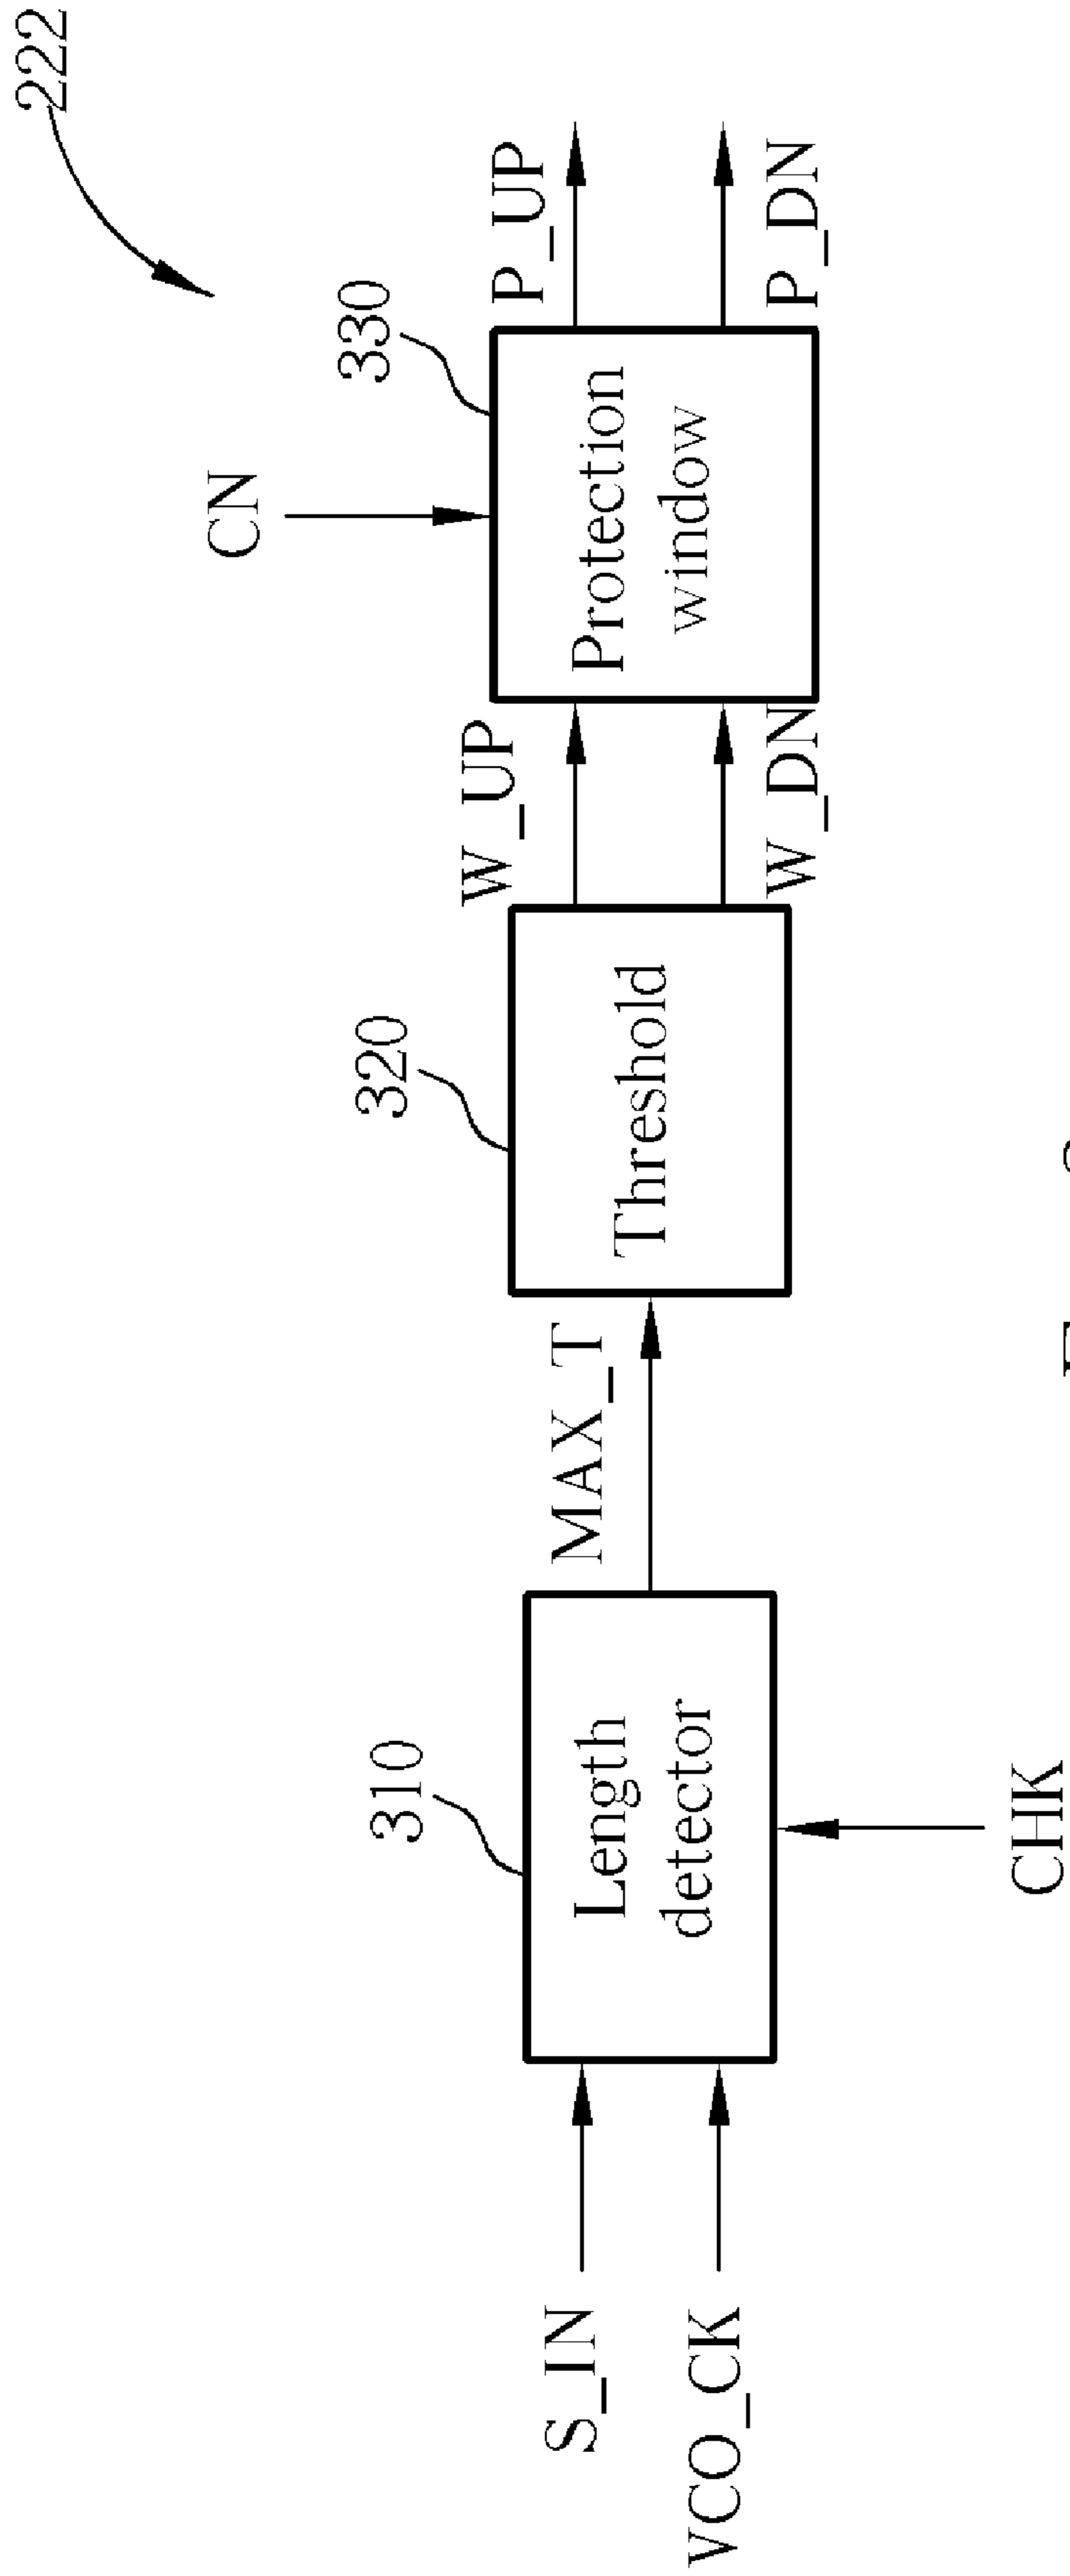 222
CN
330
P_UP
W_UP
320
MAX_T
310
S_IN
Length
detector
Threshold
Protection
window
VCO_CK
W_DN
P_DN
CHK